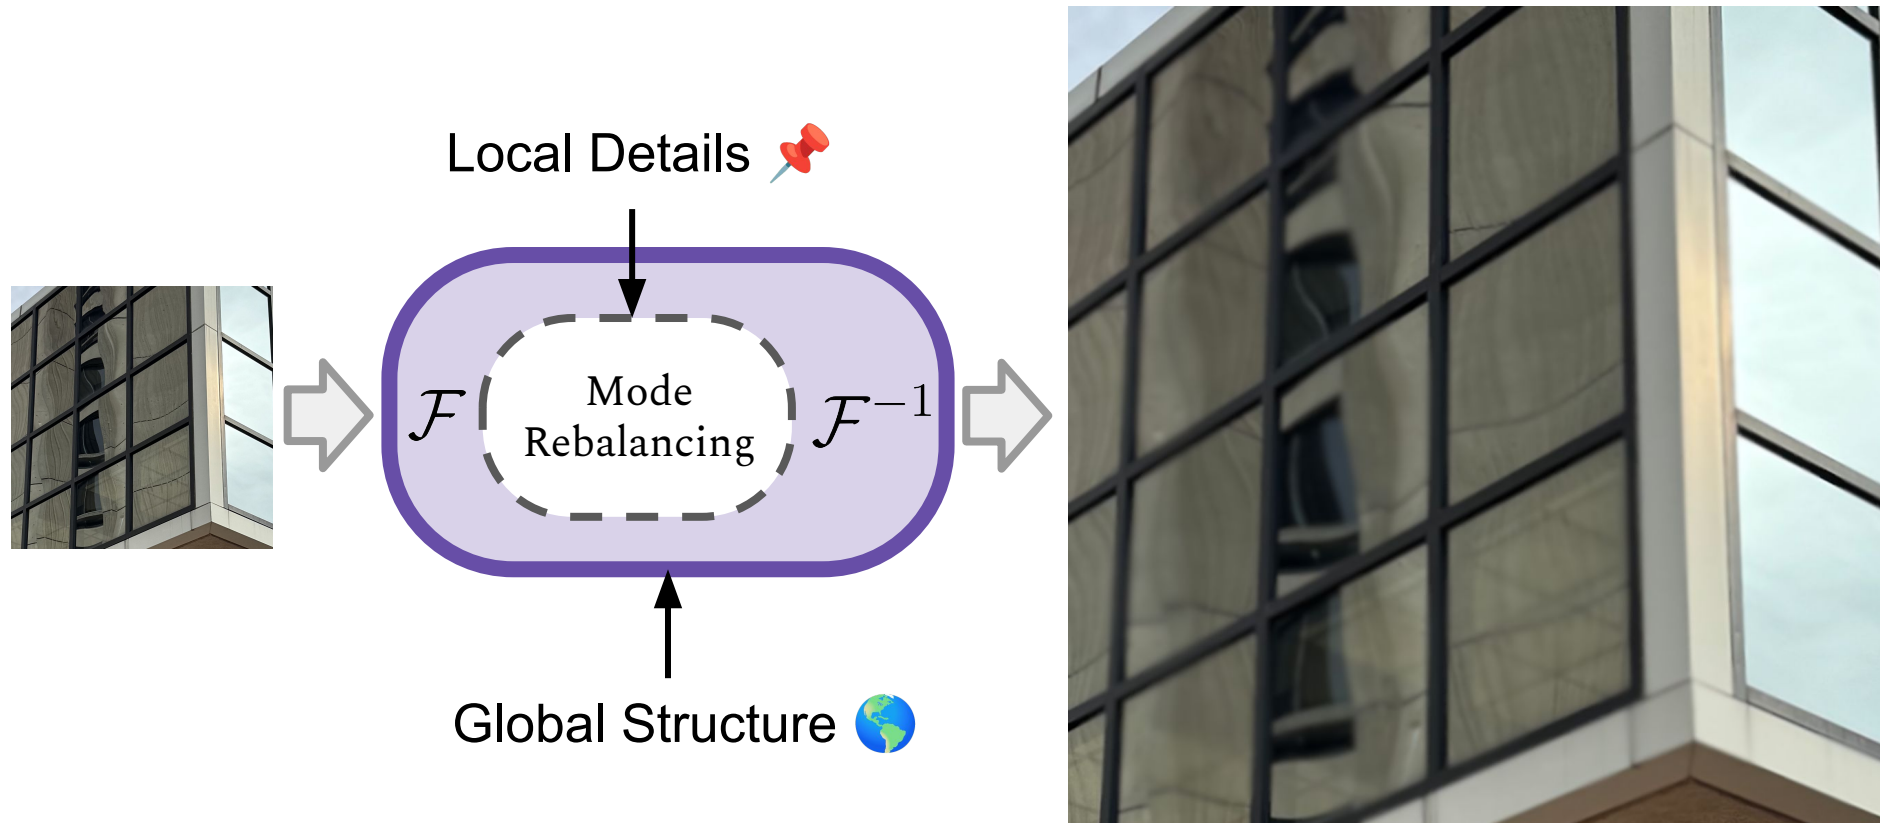 Local Details 📌
ℱ
Mode
Rebalancing
ℱ⁻¹
Global Structure 🌎